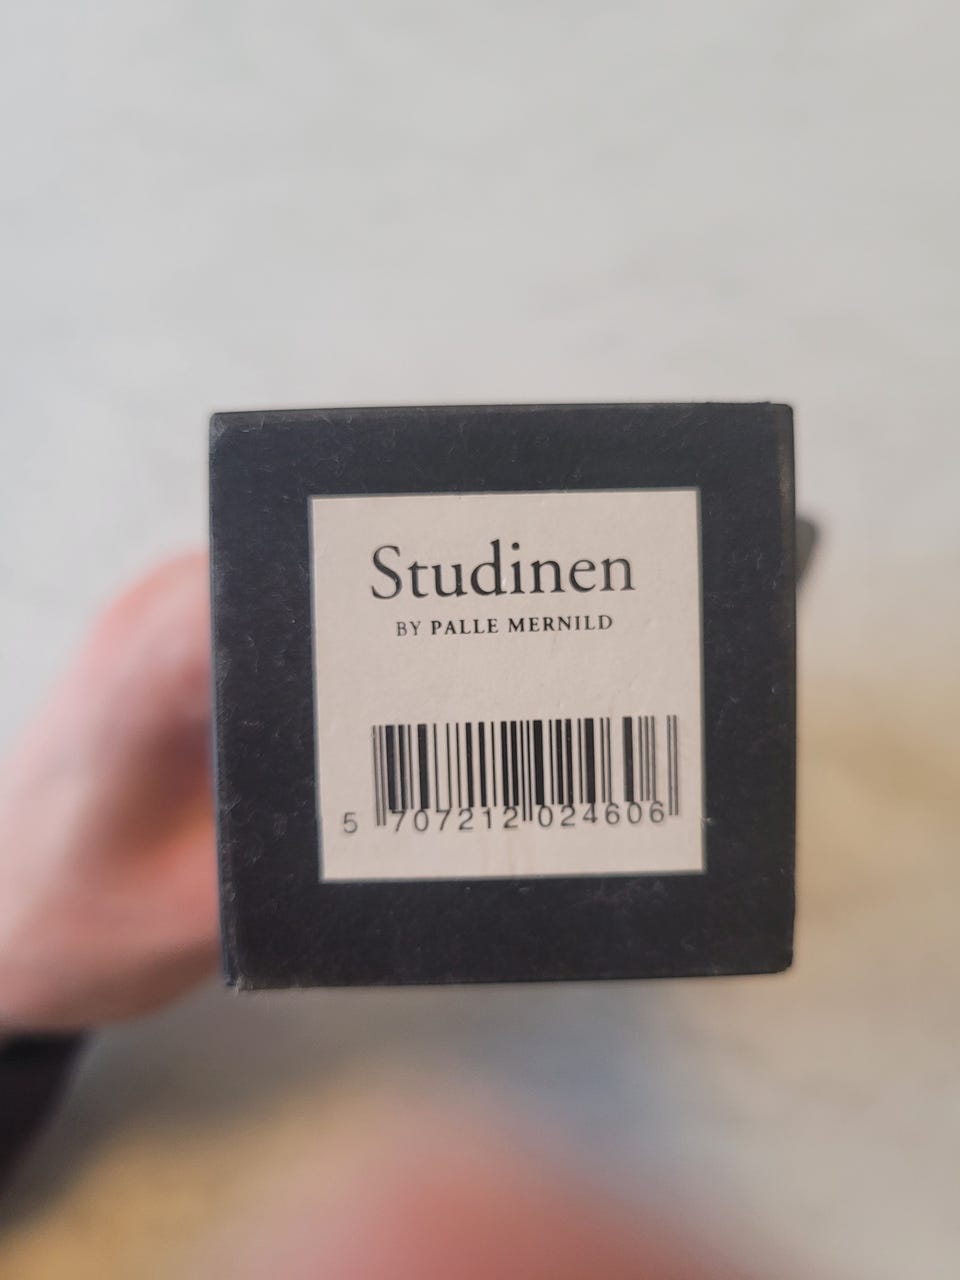 Studinen
BY PALLE MERNILD
5 707212 024606